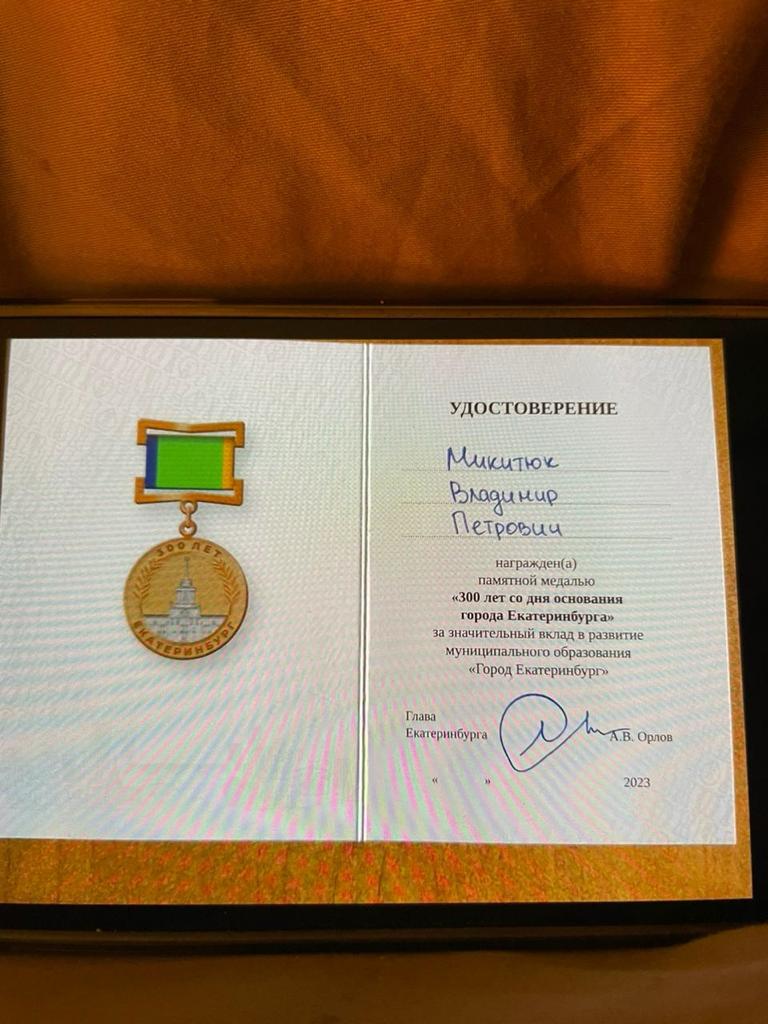 300 ЛЕТ
ЕКАТЕРИНБУРГ
УДОСТОВЕРЕНИЕ
Микитюк
Владимир
Петрович
награжден(а)
памятной медалью
«300 лет со дня основания
города Екатеринбурга»
за значительный вклад в развитие
муниципального образования
«Город Екатеринбург»
Глава
Екатеринбурга А.В. Орлов
« » 2023